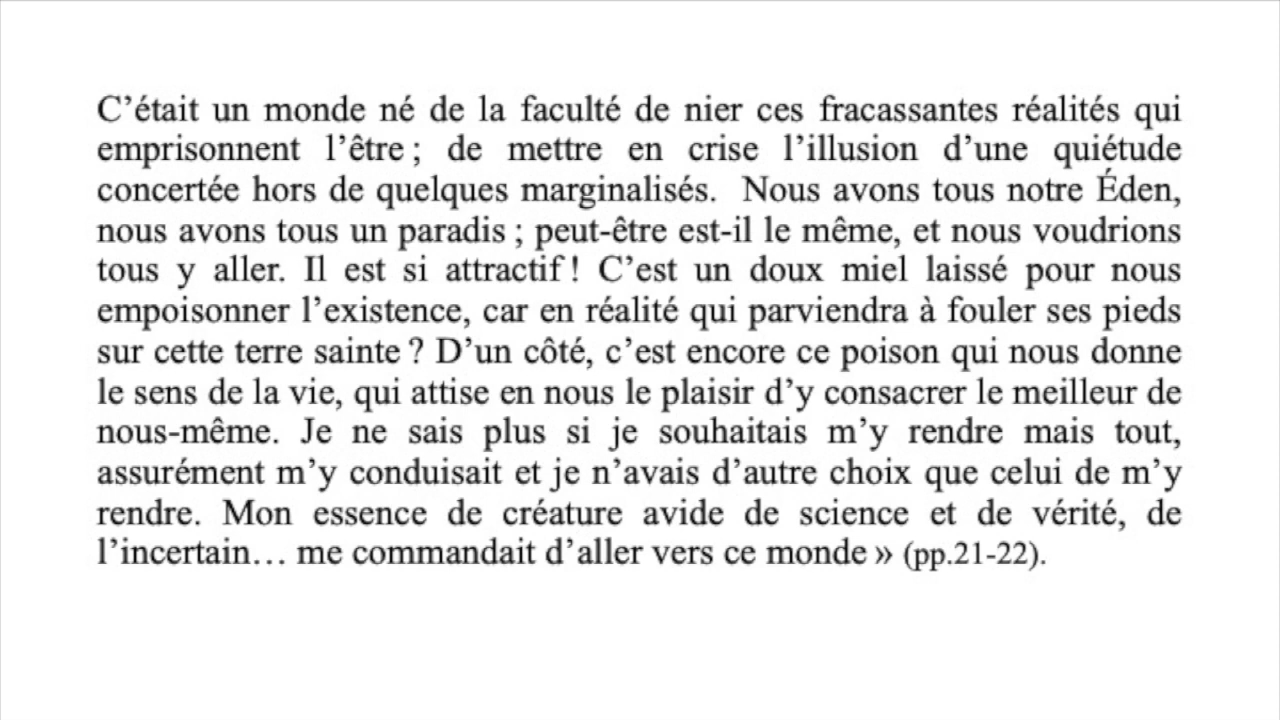 C’était un monde né de la faculté de nier ces fracassantes réalités qui
emprisonnent l’être ; de mettre en crise l’illusion d’une quiétude
concertée hors de quelques marginalisés.  Nous avons tous notre Éden,
nous avons tous un paradis ; peut-être est-il le même, et nous voudrions
tous y aller. Il est si attractif ! C’est un doux miel laissé pour nous
empoisonner l’existence, car en réalité qui parviendra à fouler ses pieds
sur cette terre sainte ? D’un côté, c’est encore ce poison qui nous donne
le sens de la vie, qui attise en nous le plaisir d’y consacrer le meilleur de
nous-même. Je ne sais plus si je souhaitais m’y rendre mais tout,
assurément m’y conduisait et je n’avais d’autre choix que celui de m’y
rendre. Mon essence de créature avide de science et de vérité, de
l’incertain… me commandait d’aller vers ce monde » (pp.21-22).